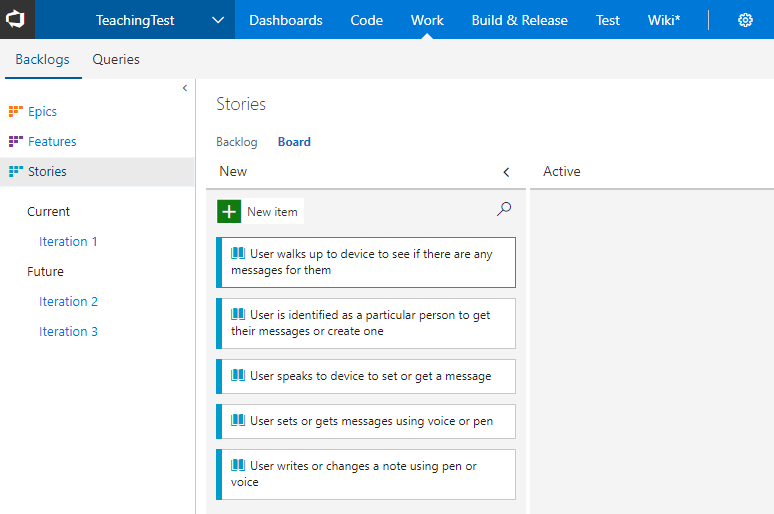 TeachingTest Dashboards Code Work Build & Release Test Wiki*
Backlogs Queries
Epics
Features
Stories
Current
Iteration 1
Future
Iteration 2
Iteration 3
Stories
Backlog Board
New Active
New item
User walks up to device to see if there are any
messages for them
User is identified as a particular person to get
their messages or create one
User speaks to device to set or get a message
User sets or gets messages using voice or pen
User writes or changes a note using pen or
voice